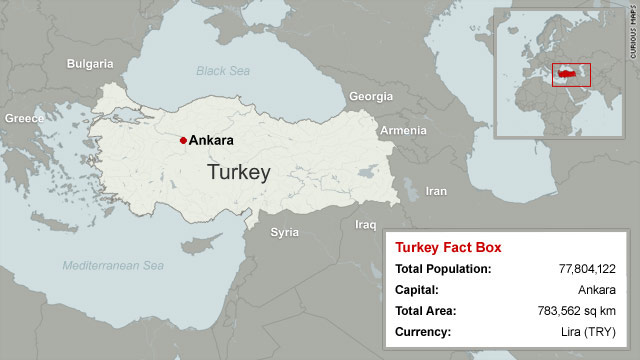 CURIOUS MAPS
Bulgaria
Black Sea
Georgia
Greece
Armenia
Ankara
Turkey
Iran
Iraq
Syria
Mediterranean Sea
Turkey Fact Box
Total Population: 77,804,122
Capital: Ankara
Total Area: 783,562 sq km
Currency: Lira (TRY)